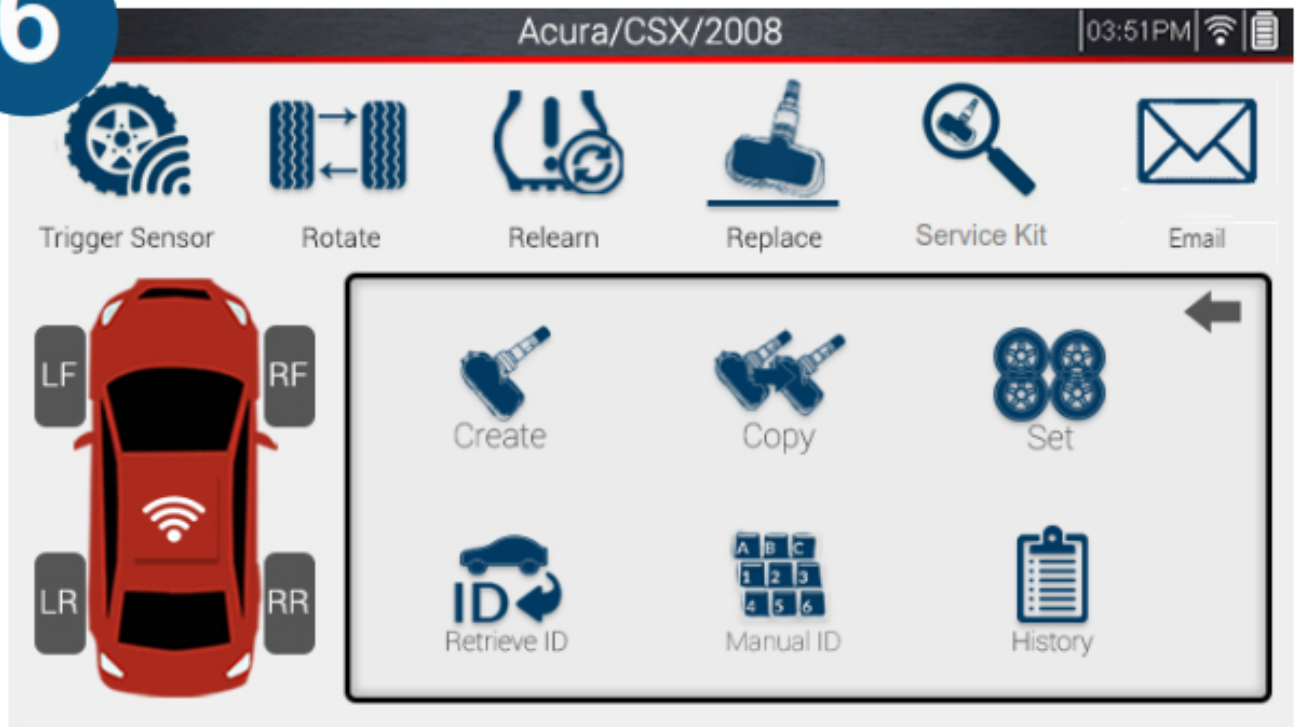 6
Acura/CSX/2008
03:51PM
Trigger Sensor
Rotate
Relearn
Replace
Service Kit
Email
LF
RF
LR
RR
Create
Copy
Set
ID
Retrieve ID
A B C
1 2 3
4 5 6
Manual ID
History